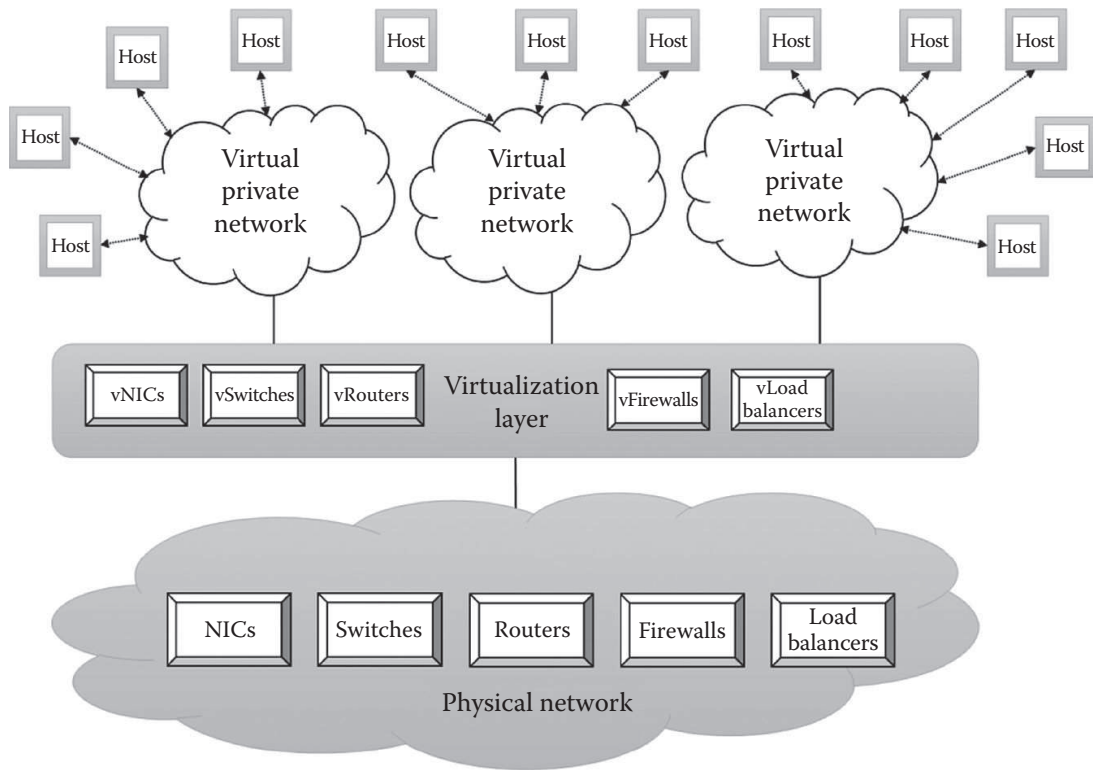 Host
Host
Host
Host
Host
Host
Host
Host
Host
Host
Host
Host
Host
Virtual
private
network
Virtual
private
network
Virtual
private
network
vNICs
vSwitches
vRouters
Virtualization
layer
vFirewalls
vLoad
balancers
NICs
Switches
Routers
Firewalls
Load
balancers
Physical network